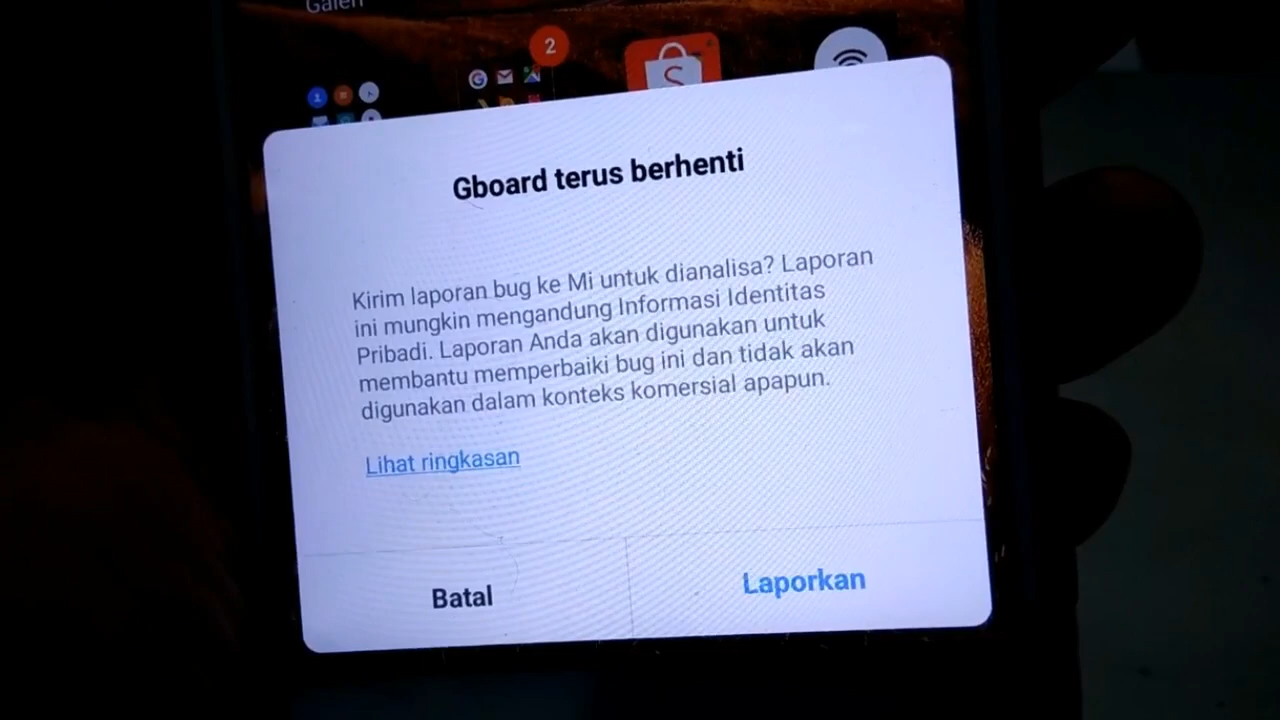 Galeri
2
S
Gboard terus berhenti
Kirim laporan bug ke Mi untuk dianalisa? Laporan
ini mungkin mengandung Informasi Identitas
Pribadi. Laporan Anda akan digunakan untuk
membantu memperbaiki bug ini dan tidak akan
digunakan dalam konteks komersial apapun.
Lihat ringkasan
Batal
Laporkan